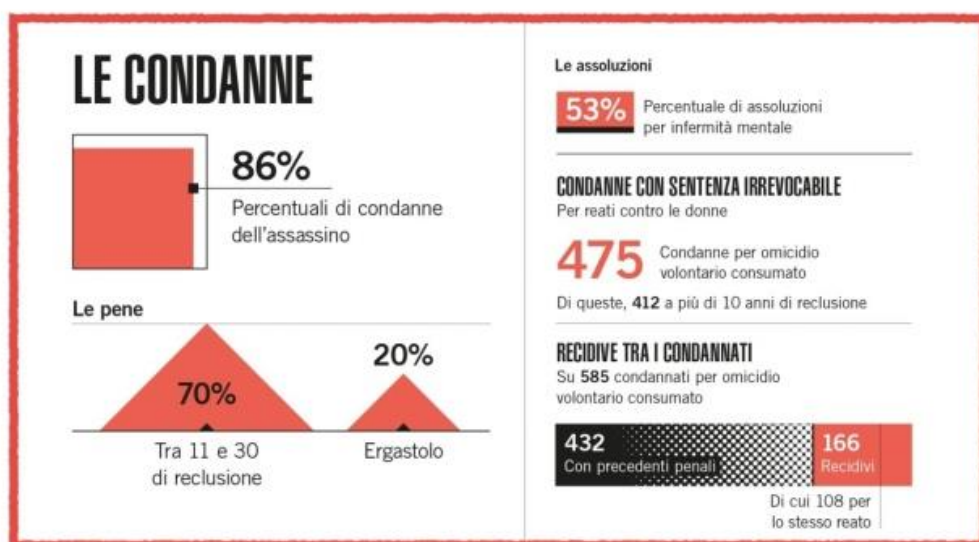 LE CONDANNE
86%
Percentuali di condanne
dell'assassino
Le pene
70%
Tra 11 e 30
di reclusione
20%
Ergastolo
Le assoluzioni
53%
Percentuale di assoluzioni
per infermità mentale
CONDANNE CON SENTENZA IRREVOCABILE
Per reati contro le donne
475
Condanne per omicidio
volontario consumato
Di queste, 412 a più di 10 anni di reclusione
RECIDIVE TRA I CONDANNATI
Su 585 condannati per omicidio
volontario consumato
432
Con precedenti penali
166
Recidivi
Di cui 108 per
lo stesso reato